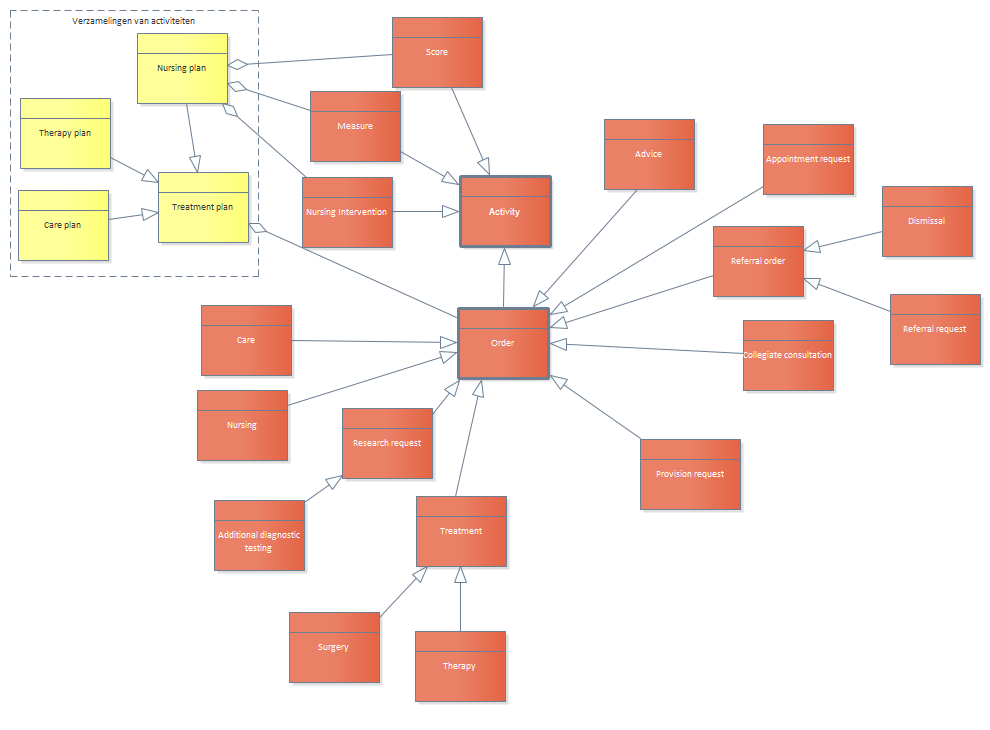 Verzamelingen van activiteiten
Nursing plan
Score
Therapy plan
Measure
Advice
Appointment request
Care plan
Treatment plan
Nursing Intervention
Activity
Dismissal
Referral order
Care
Order
Referral request
Collegiate consultation
Nursing
Research request
Provision request
Additional diagnostic
testing
Treatment
Surgery
Therapy